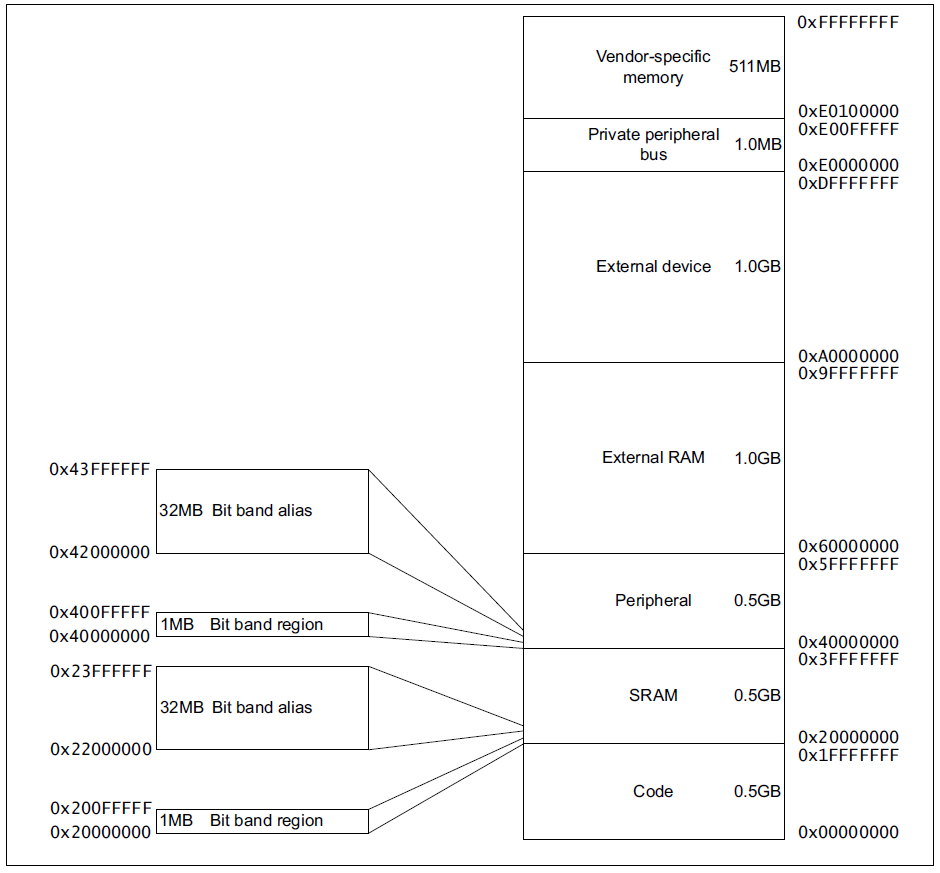 0xFFFFFFFF
Vendor-specific
memory
511MB
0xE0100000
0xE00FFFFF
Private peripheral
bus
1.0MB
0xE0000000
0xDFFFFFFF
External device 1.0GB
0xA0000000
0x9FFFFFFF
External RAM 1.0GB
0x60000000
0x5FFFFFFF
Peripheral 0.5GB
0x40000000
0x3FFFFFFF
SRAM 0.5GB
0x20000000
0x1FFFFFFF
Code 0.5GB
0x00000000
0x43FFFFFF
32MB Bit band alias
0x42000000
0x400FFFFF
1MB Bit band region
0x40000000
0x23FFFFFF
32MB Bit band alias
0x22000000
0x200FFFFF
1MB Bit band region
0x20000000